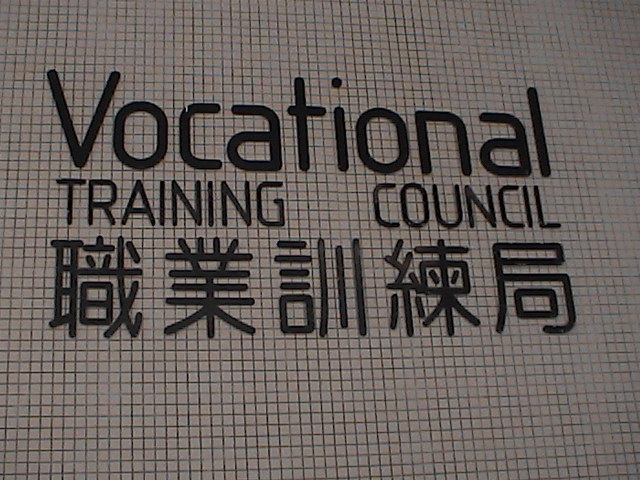 Vocational
TRAINING COUNCIL
職業訓練局